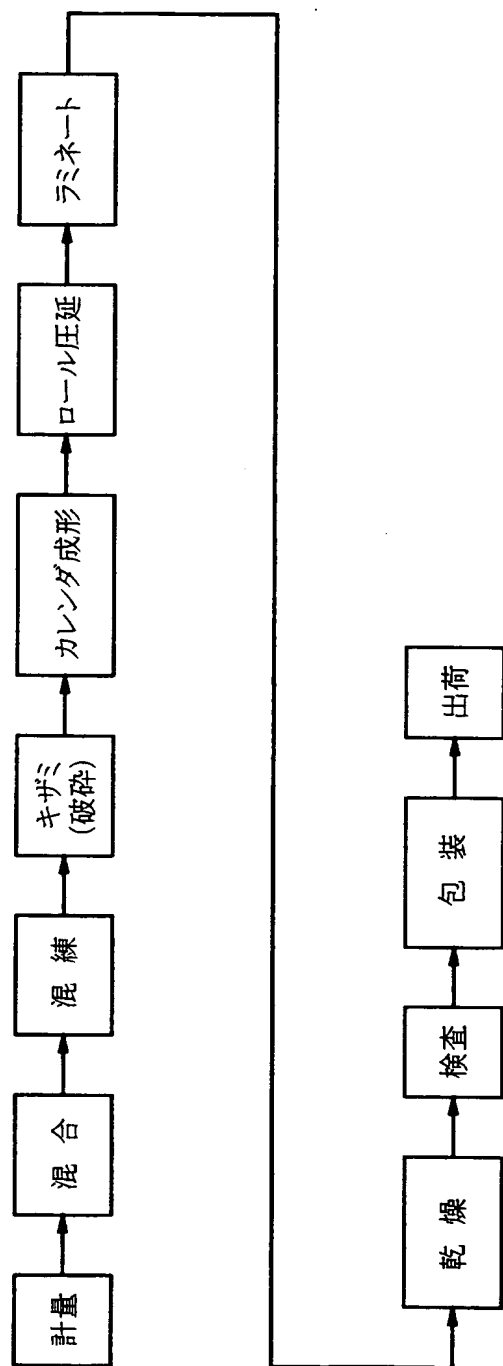 計量
混合
混練
キザミ
(破砕)
カレンダ成形
ロール圧延
ラミネート
乾燥
検査
包装
出荷